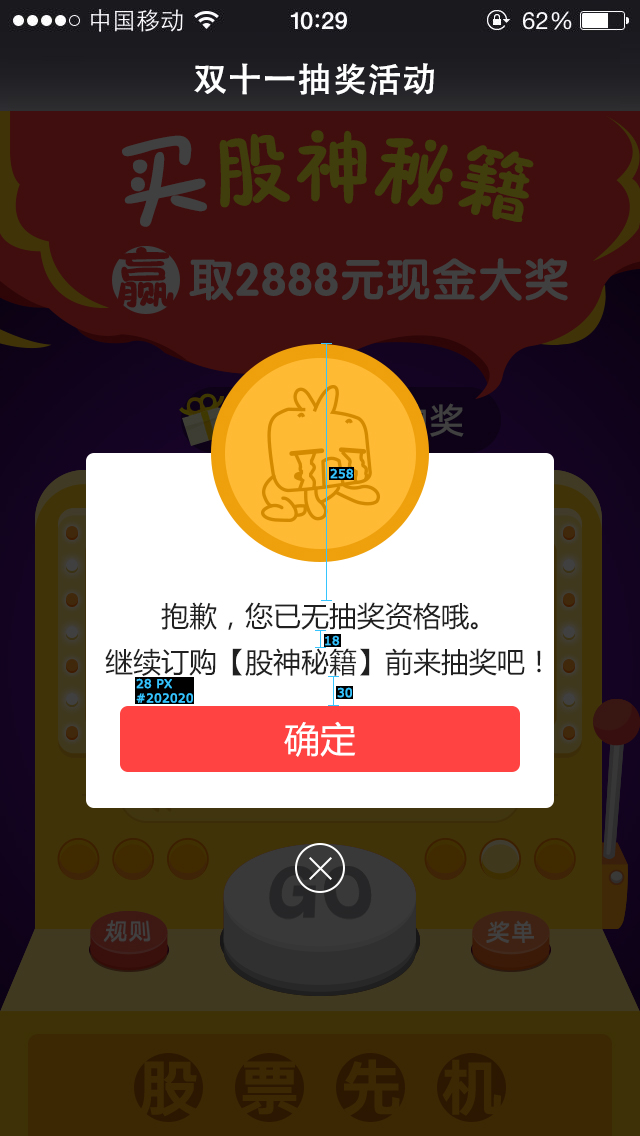 中国移动 10:29 62%
双十一抽奖活动
买股神秘籍
赢取2888元现金大奖
奖
258
抱歉，您已无抽奖资格哦。
18
继续订购【股神秘籍】前来抽奖吧！
28 PX
#202020
30
确定
GO
规则
奖单
股票先机